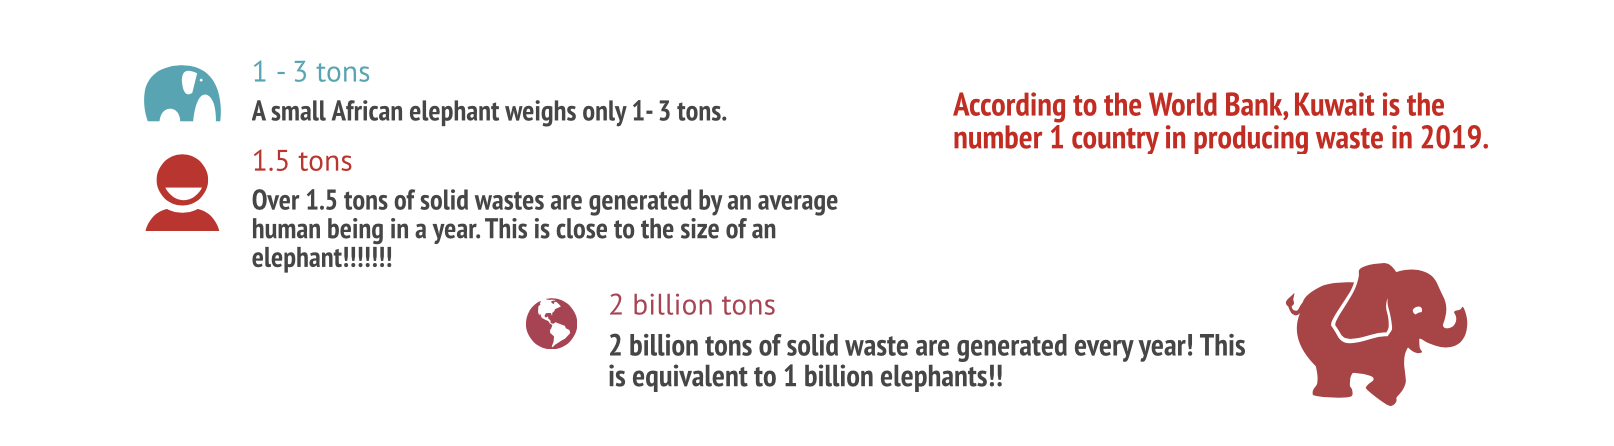 1 - 3 tons
A small African elephant weighs only 1- 3 tons.
1.5 tons
Over 1.5 tons of solid wastes are generated by an average
human being in a year. This is close to the size of an
elephant!!!!!!!
According to the World Bank, Kuwait is the
number 1 country in producing waste in 2019.
2 billion tons
2 billion tons of solid waste are generated every year! This
is equivalent to 1 billion elephants!!